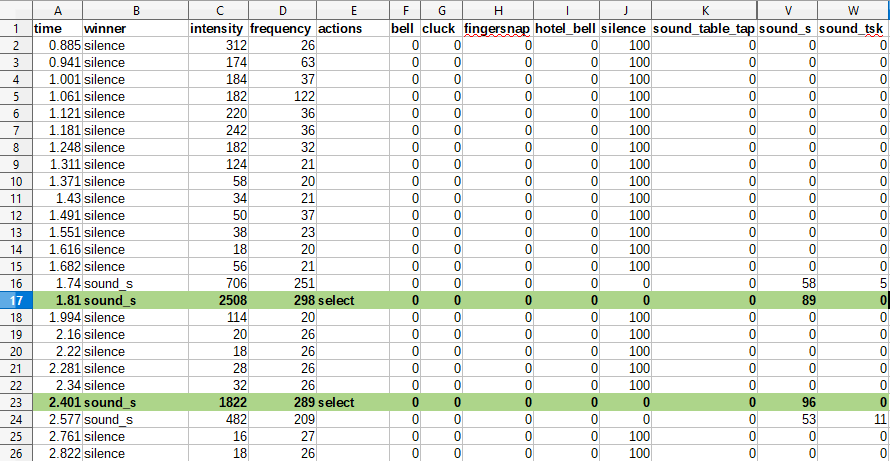 A B C D E F G H I J K V W
1 time winner intensity frequency actions bell cluck fingersnap hotel_bell silence sound_table_tap sound_s sound_tsk
2 0.885 silence 312 26 0 0 0 0 100 0 0 0
3 0.941 silence 174 63 0 0 0 0 100 0 0 0
4 1.001 silence 184 37 0 0 0 0 100 0 0 0
5 1.061 silence 182 122 0 0 0 0 100 0 0 0
6 1.121 silence 220 36 0 0 0 0 100 0 0 0
7 1.181 silence 242 36 0 0 0 0 100 0 0 0
8 1.248 silence 182 32 0 0 0 0 100 0 0 0
9 1.311 silence 124 21 0 0 0 0 100 0 0 0
10 1.371 silence 58 20 0 0 0 0 100 0 0 0
11 1.43 silence 34 21 0 0 0 0 100 0 0 0
12 1.491 silence 50 37 0 0 0 0 100 0 0 0
13 1.551 silence 38 23 0 0 0 0 100 0 0 0
14 1.616 silence 18 20 0 0 0 0 100 0 0 0
15 1.682 silence 56 21 0 0 0 0 100 0 0 0
16 1.74 sound_s 706 251 0 0 0 0 0 0 58 5
17 1.81 sound_s 2508 298 select 0 0 0 0 0 0 89 0
18 1.994 silence 114 20 0 0 0 0 100 0 0 0
19 2.16 silence 20 26 0 0 0 0 100 0 0 0
20 2.22 silence 18 26 0 0 0 0 100 0 0 0
21 2.281 silence 28 26 0 0 0 0 100 0 0 0
22 2.34 silence 32 26 0 0 0 0 100 0 0 0
23 2.401 sound_s 1822 289 select 0 0 0 0 0 0 96 0
24 2.577 sound_s 482 209 0 0 0 0 0 0 53 11
25 2.761 silence 16 27 0 0 0 0 100 0 0 0
26 2.822 silence 18 26 0 0 0 0 100 0 0 0